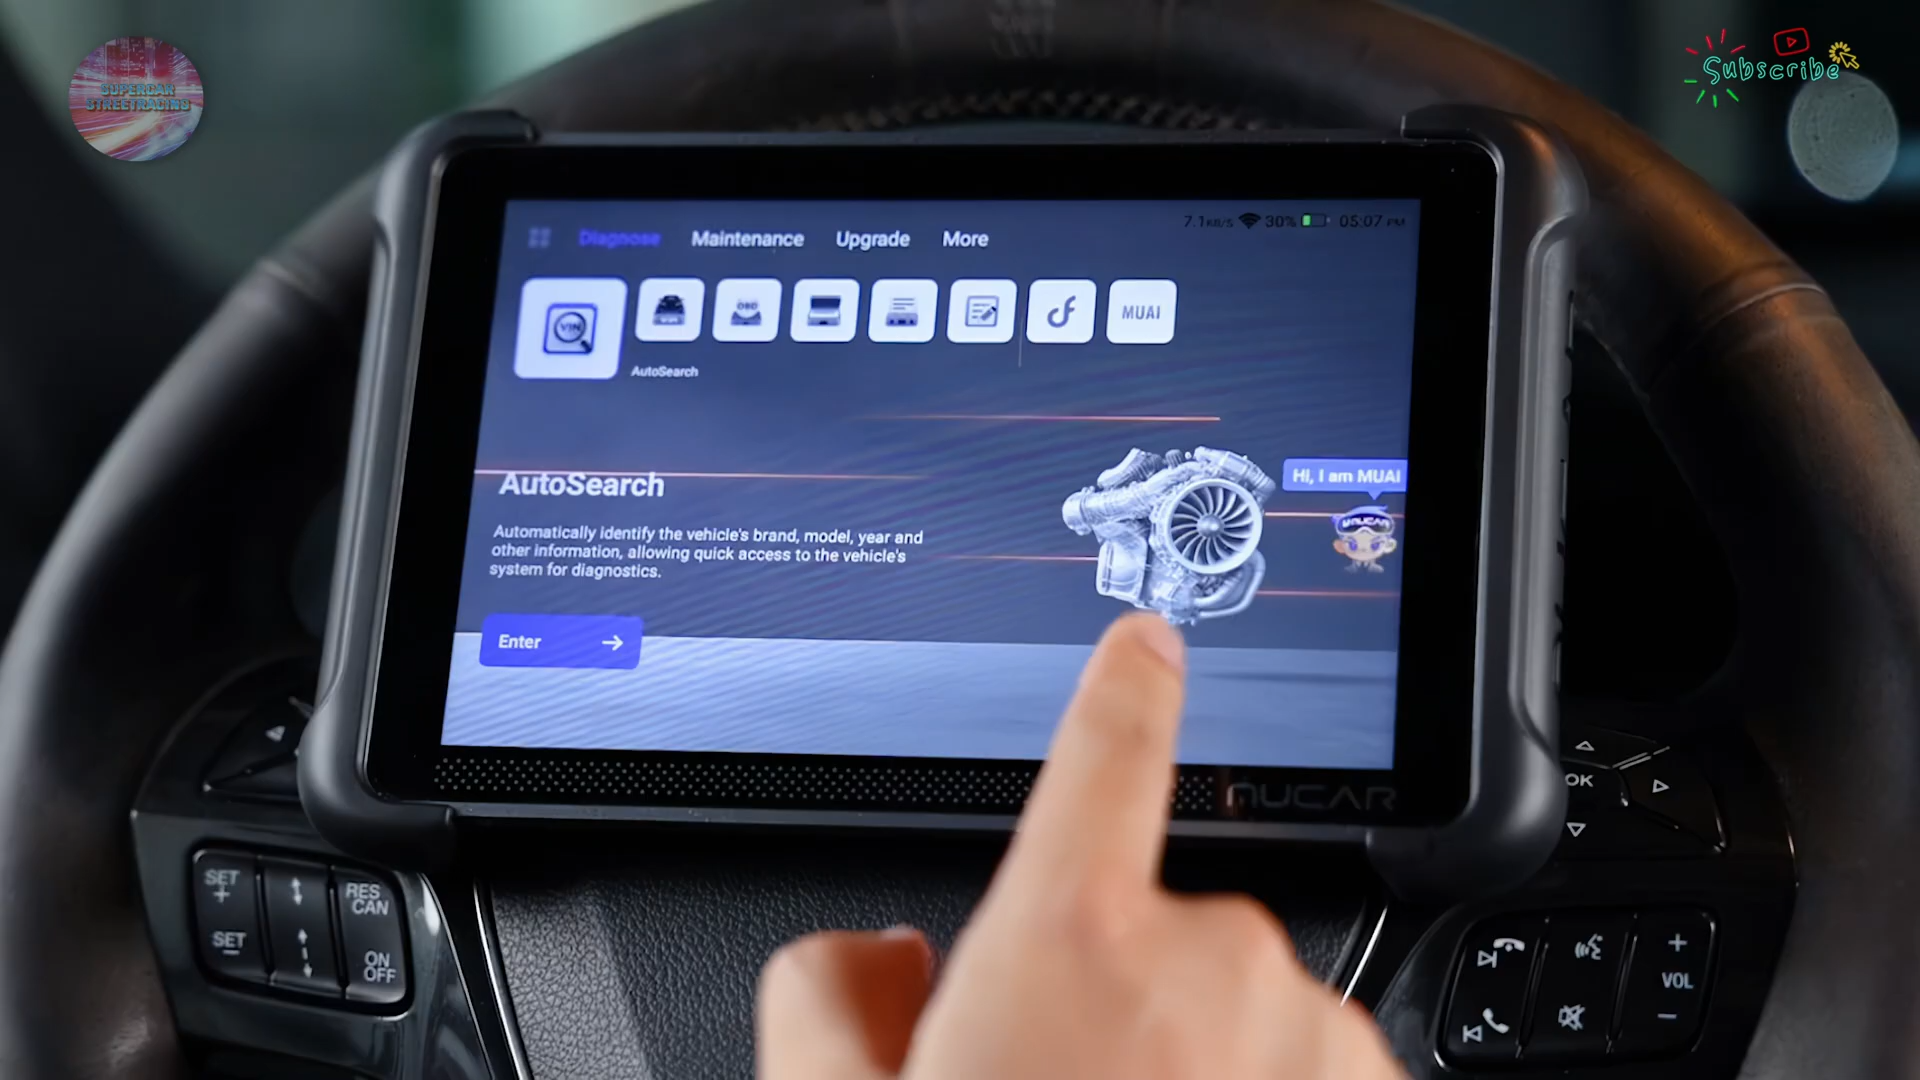 SUPERCAR
STREETRACING
Subscribe
7.1KB/S 30% 05:07 PM
Diagnose Maintenance Upgrade More
VIN
OBD
MUAI
AutoSearch
AutoSearch
Automatically identify the vehicle's brand, model, year and
other information, allowing quick access to the vehicle's
system for diagnostics.
Enter
Hi, I am MUAI
MUCAR
OK
SET
+
SET
−
RES
CAN
ON
OFF
+
VOL
−